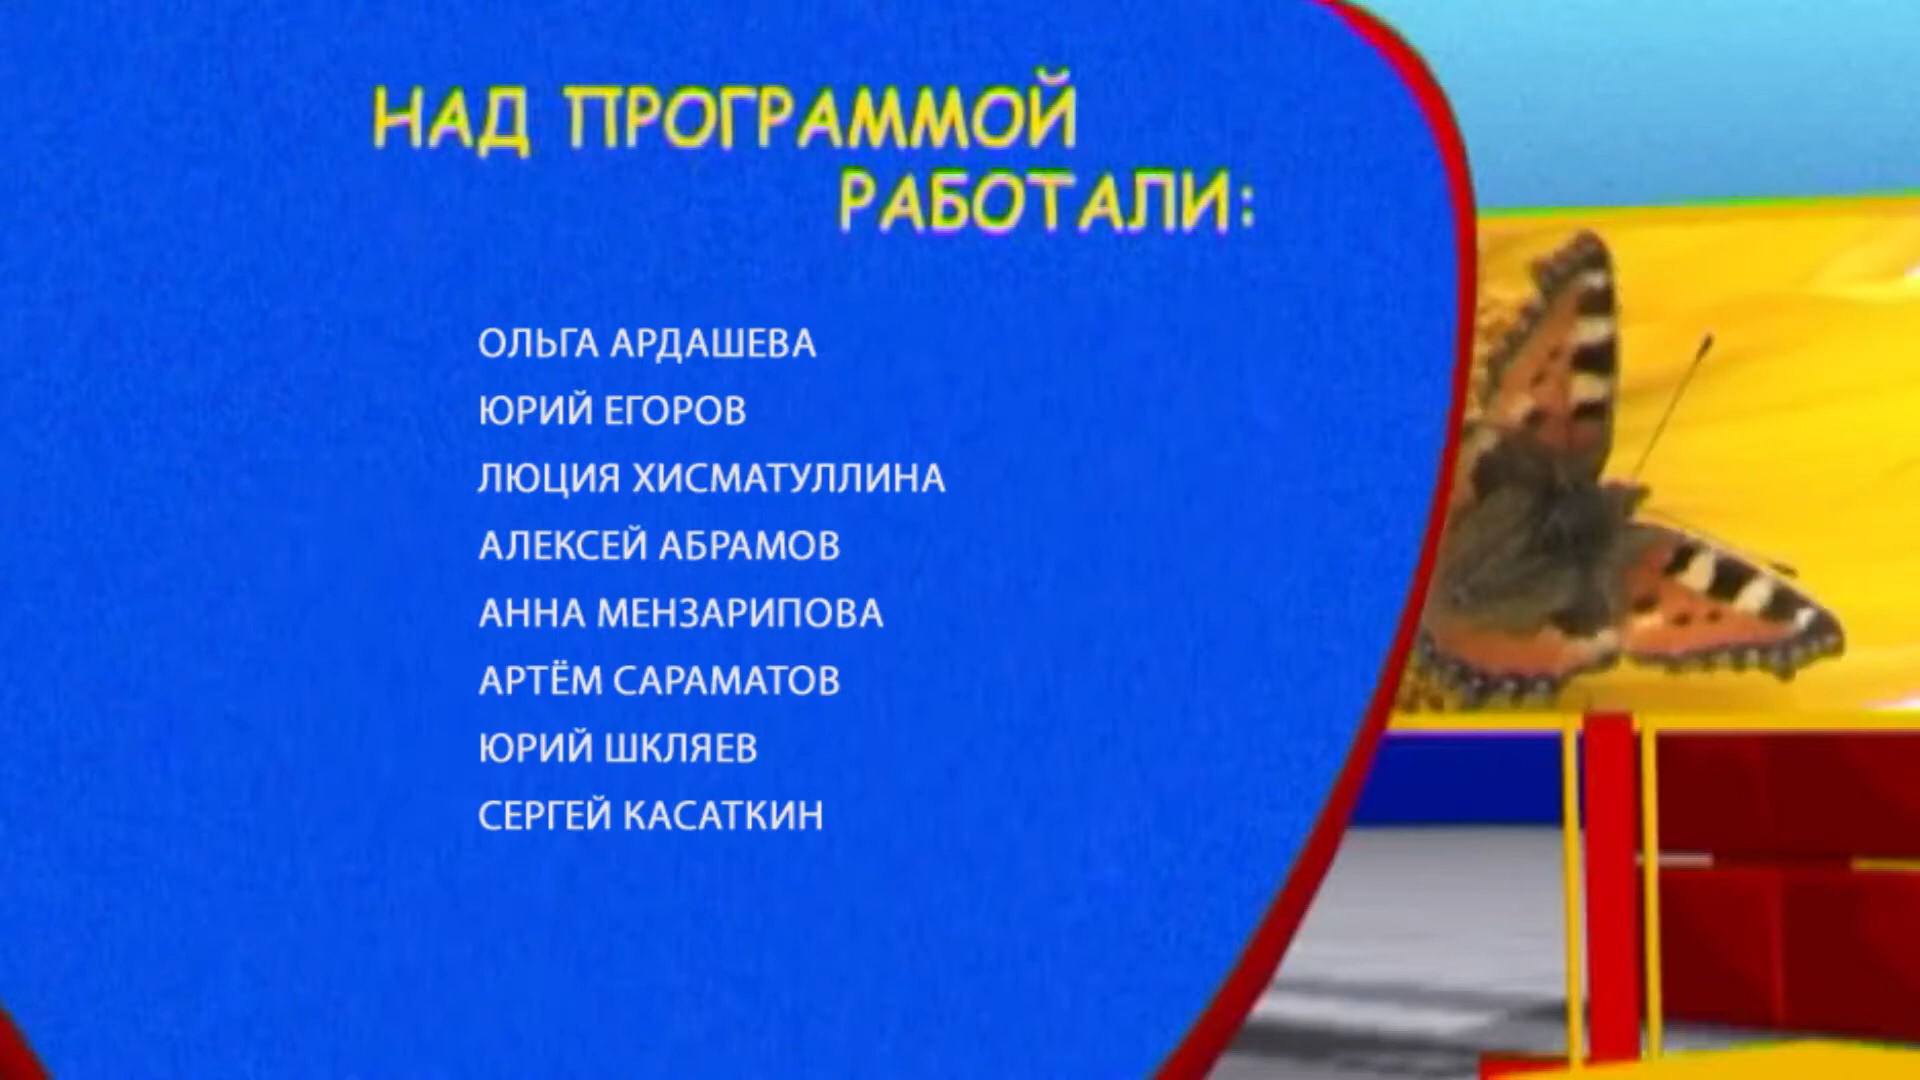 НАД ПРОГРАММОЙ
РАБОТАЛИ:
ОЛЬГА АРДАШЕВА
ЮРИЙ ЕГОРОВ
ЛЮЦИЯ ХИСМАТУЛЛИНА
АЛЕКСЕЙ АБРАМОВ
АННА МЕНЗАРИПОВА
АРТЁМ САРАМАТОВ
ЮРИЙ ШКЛЯЕВ
СЕРГЕЙ КАСАТКИН